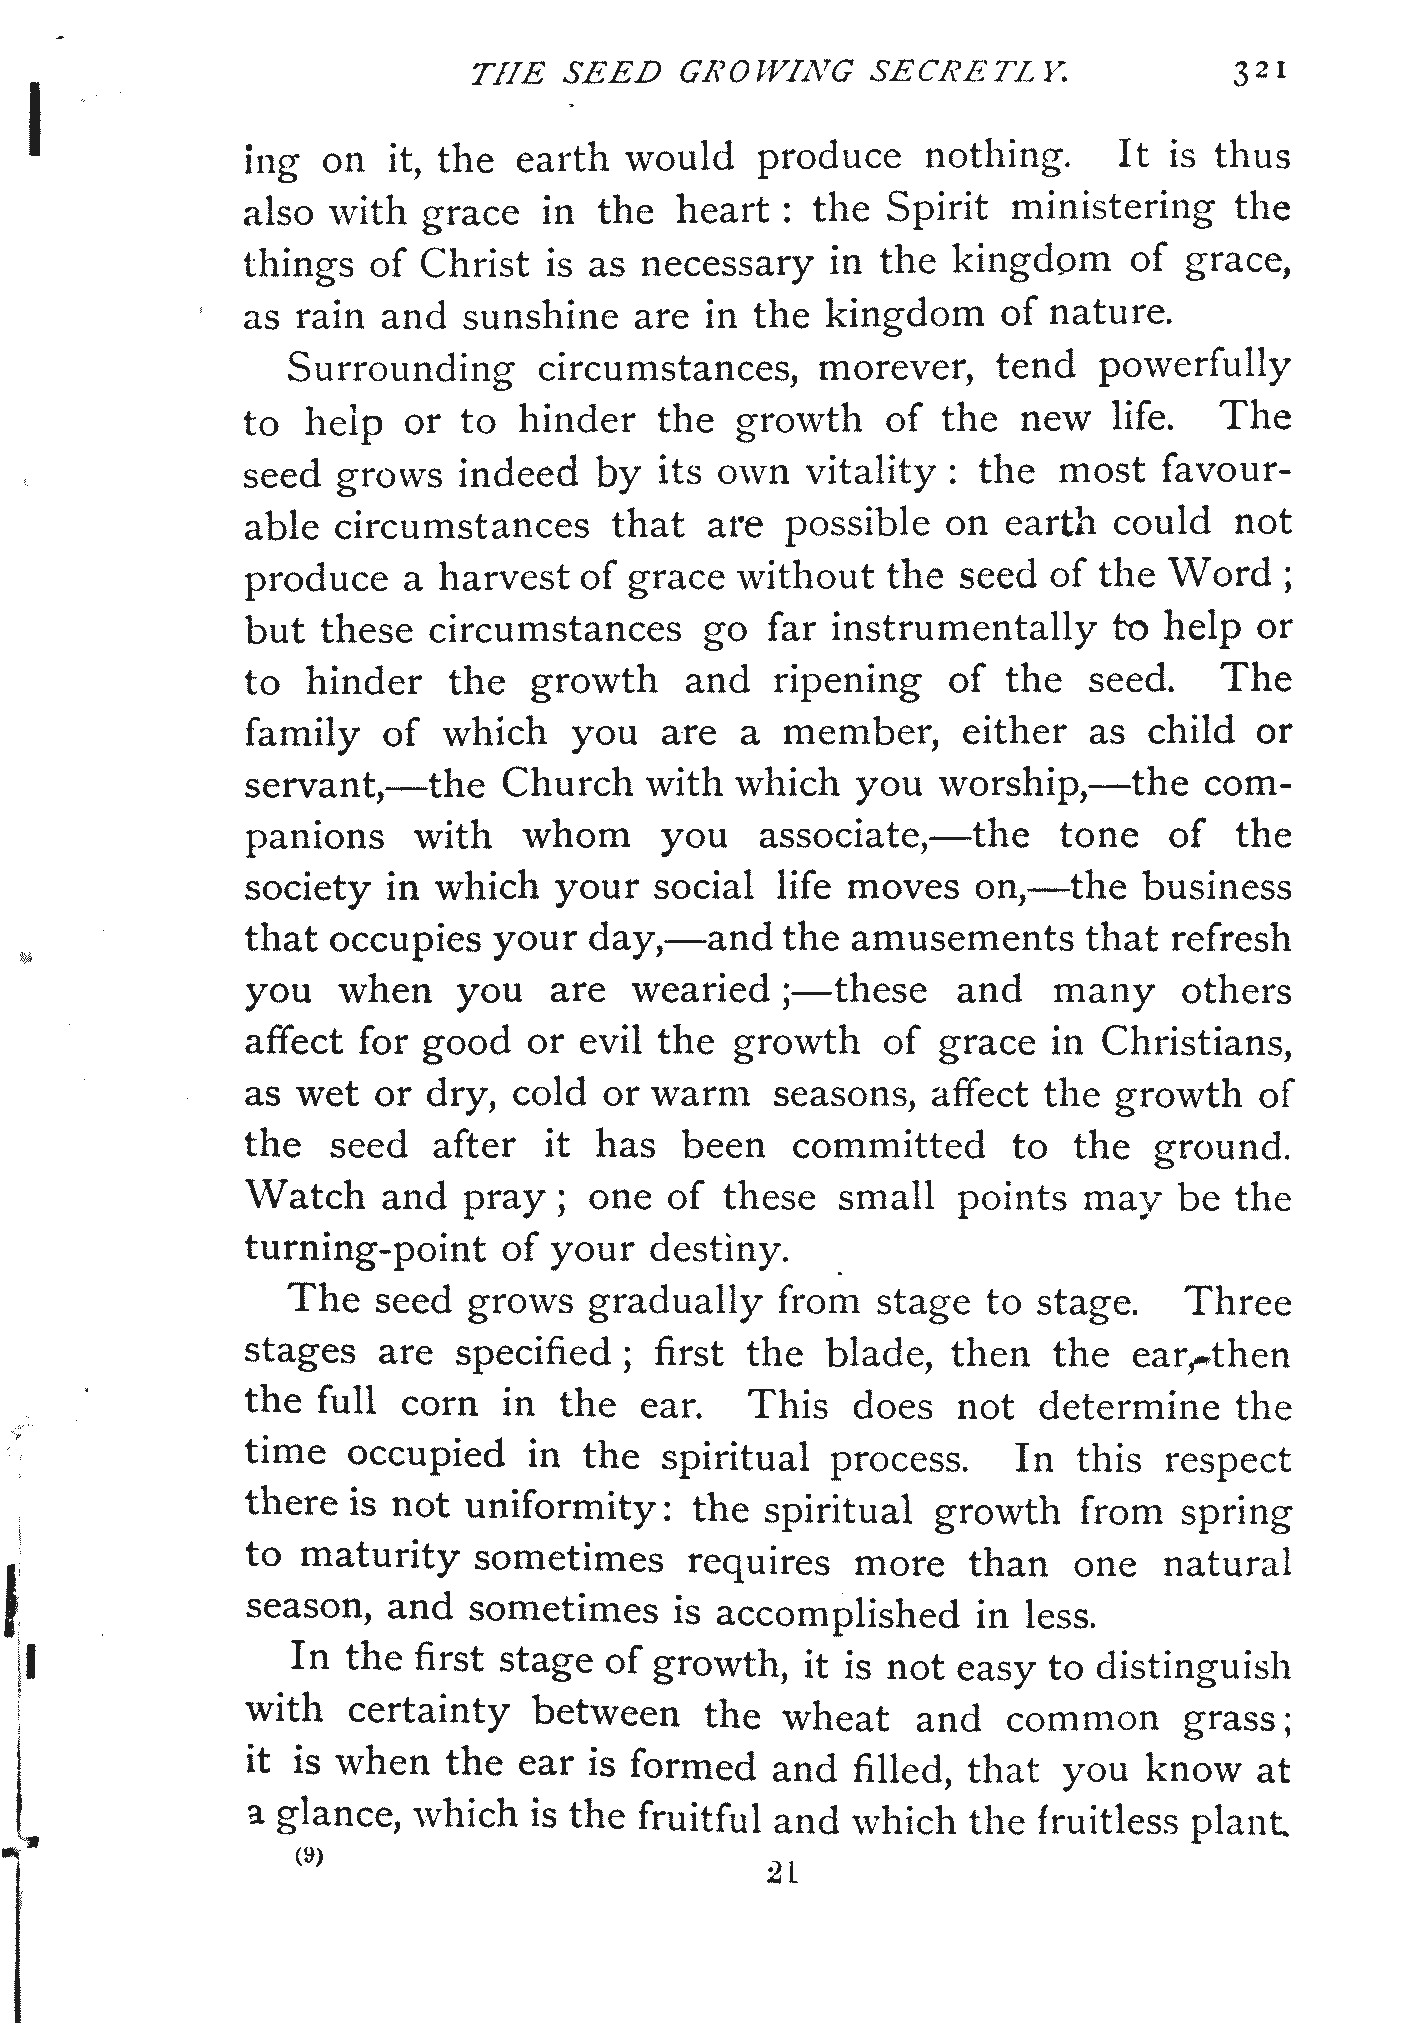 THE SEED GROWING SECRETLY. 321
ing on it, the earth would produce nothing. It is thus
also with grace in the heart : the Spirit ministering the
things of Christ is as necessary in the kingdom of grace,
as rain and sunshine are in the kingdom of nature.
Surrounding circumstances, morever, tend powerfully
to help or to hinder the growth of the new life. The
seed grows indeed by its own vitality : the most favour-
able circumstances that are possible on earth could not
produce a harvest of grace without the seed of the Word ;
but these circumstances go far instrumentally to help or
to hinder the growth and ripening of the seed. The
family of which you are a member, either as child or
servant,—the Church with which you worship,—the com-
panions with whom you associate,—the tone of the
society in which your social life moves on,—the business
that occupies your day,—and the amusements that refresh
you when you are wearied ;—these and many others
affect for good or evil the growth of grace in Christians,
as wet or dry, cold or warm seasons, affect the growth of
the seed after it has been committed to the ground.
Watch and pray ; one of these small points may be the
turning-point of your destiny.
The seed grows gradually from stage to stage. Three
stages are specified ; first the blade, then the ear, then
the full corn in the ear. This does not determine the
time occupied in the spiritual process. In this respect
there is not uniformity: the spiritual growth from spring
to maturity sometimes requires more than one natural
season, and sometimes is accomplished in less.
In the first stage of growth, it is not easy to distinguish
with certainty between the wheat and common grass;
it is when the ear is formed and filled, that you know at
a glance, which is the fruitful and which the fruitless plant.
(9) 21